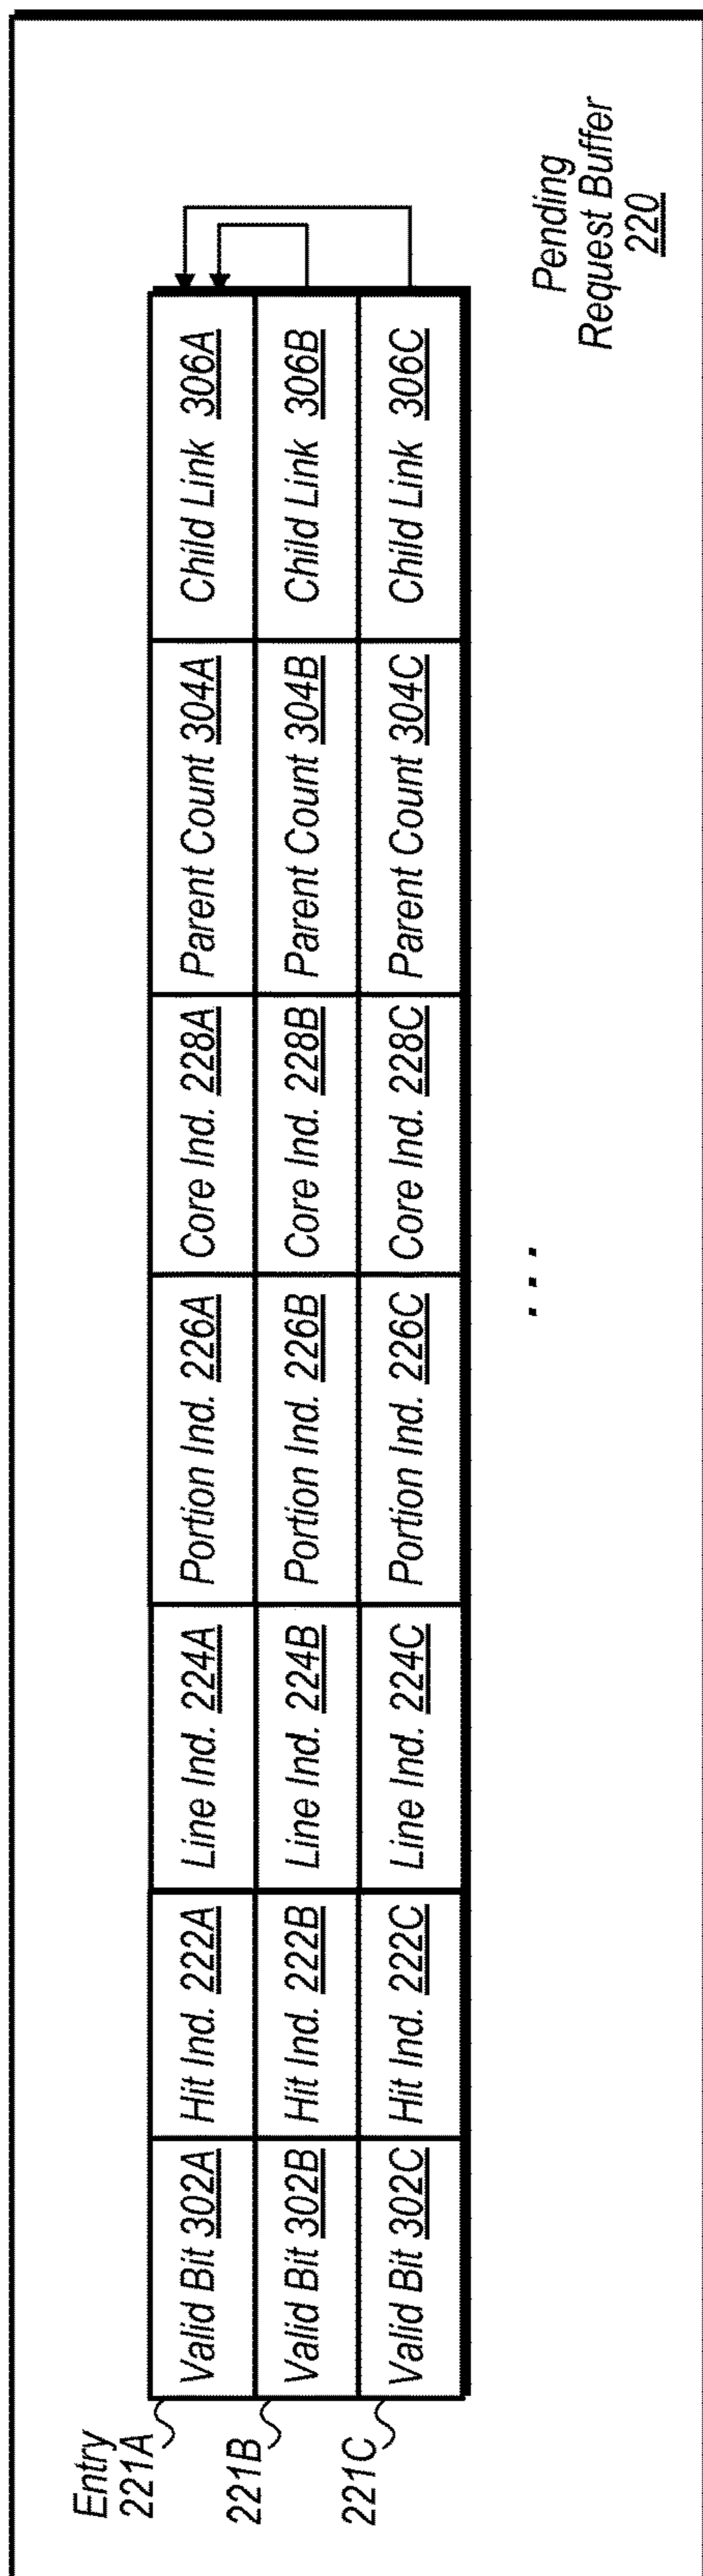 Entry
221A
Valid Bit 302A Hit Ind. 222A Line Ind. 224A Portion Ind. 226A Core Ind. 228A Parent Count 304A Child Link 306A
221B
Valid Bit 302B Hit Ind. 222B Line Ind. 224B Portion Ind. 226B Core Ind. 228B Parent Count 304B Child Link 306B
221C
Valid Bit 302C Hit Ind. 222C Line Ind. 224C Portion Ind. 226C Core Ind. 228C Parent Count 304C Child Link 306C
...
Pending
Request Buffer
220